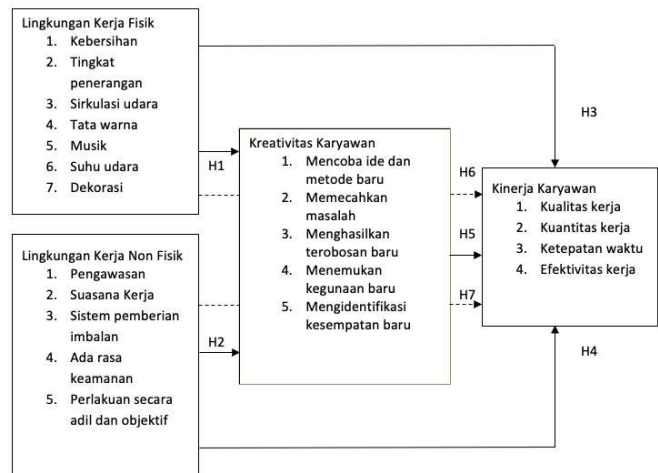 Lingkungan Kerja Fisik
1. Kebersihan
2. Tingkat
penerangan
3. Sirkulasi udara
4. Tata warna
5. Musik
6. Suhu udara
7. Dekorasi
Lingkungan Kerja Non Fisik
1. Pengawasan
2. Suasana Kerja
3. Sistem pemberian
imbalan
4. Ada rasa
keamanan
5. Perlakuan secara
adil dan objektif
H1
H2
Kreativitas Karyawan
1. Mencoba ide dan
metode baru
2. Memecahkan
masalah
3. Menghasilkan
terobosan baru
4. Menemukan
kegunaan baru
5. Mengidentifikasi
kesempatan baru
H6
H5
H7
H3
Kinerja Karyawan
1. Kualitas kerja
2. Kuantitas kerja
3. Ketepatan waktu
4. Efektivitas kerja
H4